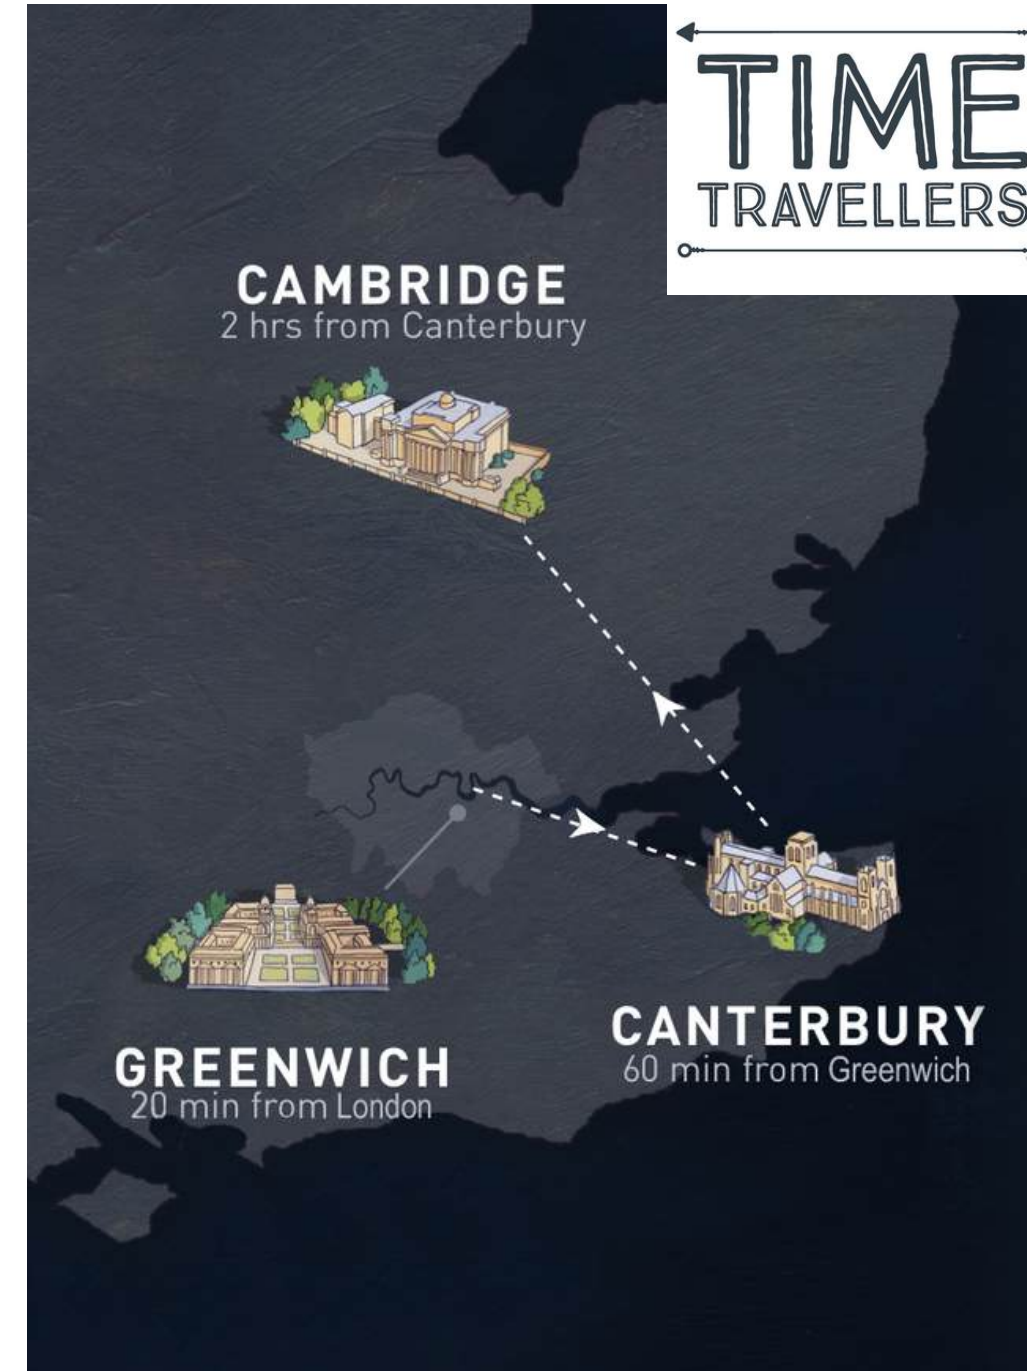 TIME
TRAVELLERS
CAMBRIDGE
2 hrs from Canterbury
CANTERBURY
60 min from Greenwich
GREENWICH
20 min from London